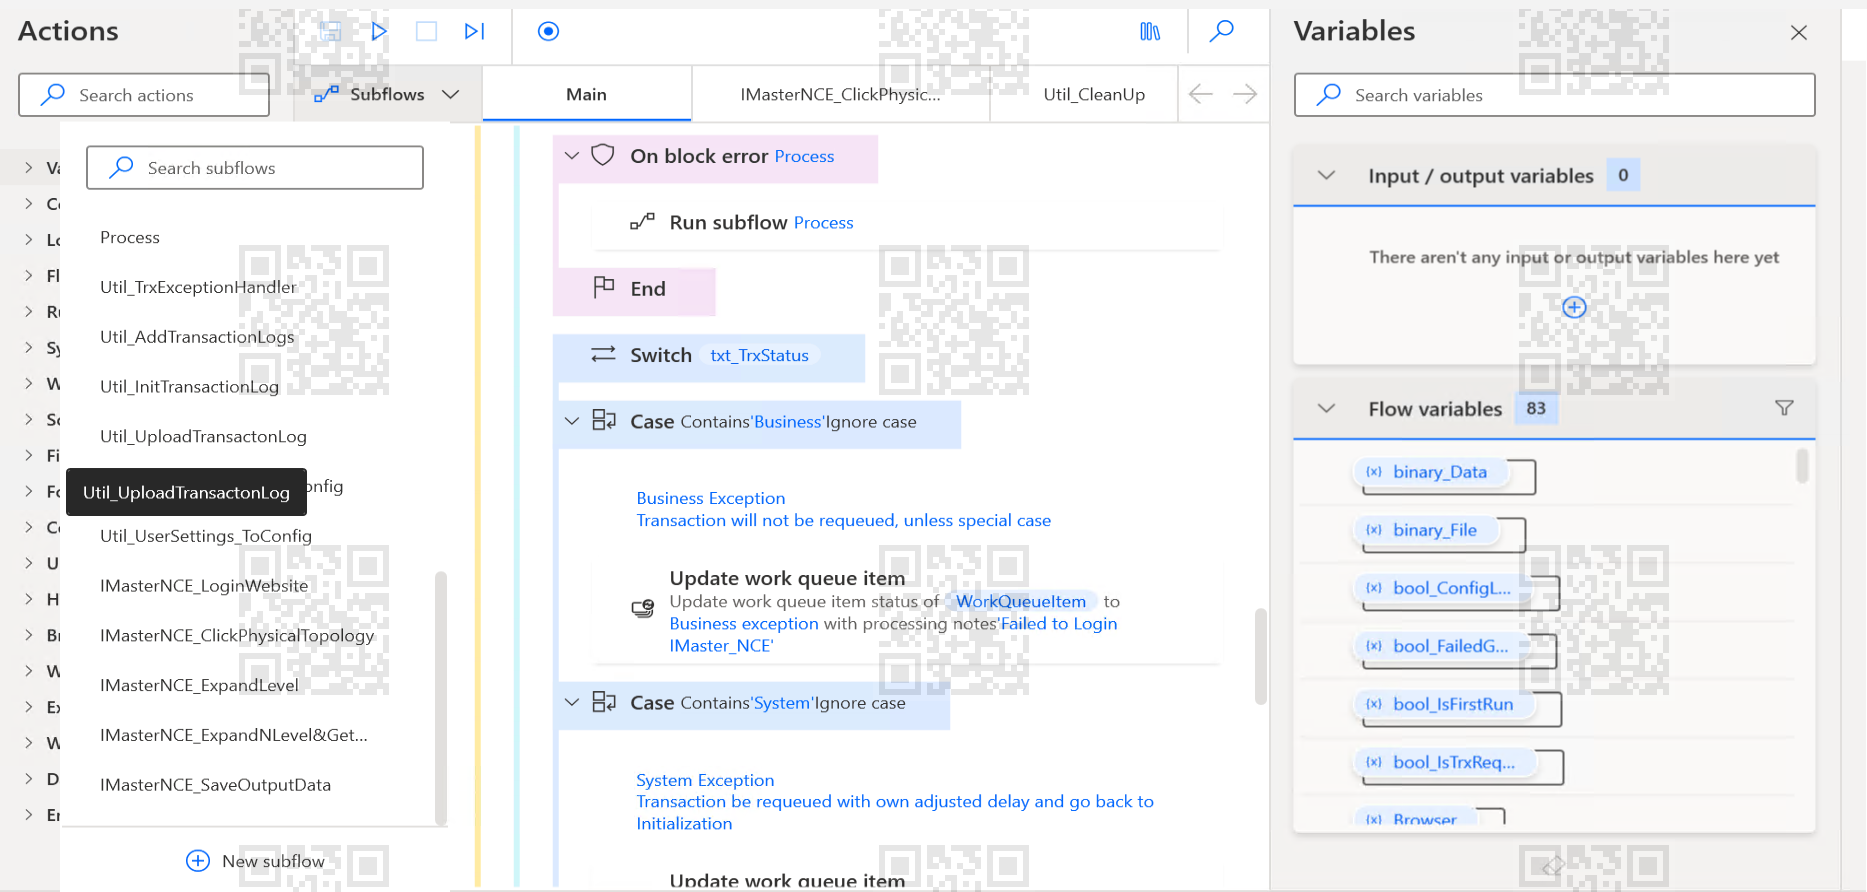 Actions
Search actions
Va
Co
Lo
Fl
Ru
Sy
W
Sc
Fi
Fo
Co
U
H
Br
W
Ex
W
D
Er
Subflows
Search subflows
Process
Util_TrxExceptionHandler
Util_AddTransactionLogs
Util_InitTransactionLog
Util_UploadTransactonLog
onfig
Util_UploadTransactonLog
Util_UserSettings_ToConfig
IMasterNCE_LoginWebsite
IMasterNCE_ClickPhysicalTopology
IMasterNCE_ExpandLevel
IMasterNCE_ExpandNLevel&Get...
IMasterNCE_SaveOutputData
New subflow
Main
IMasterNCE_ClickPhysic...
Util_CleanUp
On block error Process
Run subflow Process
End
Switch txt_TrxStatus
Case Contains'Business'Ignore case
Business Exception
Transaction will not be requeued, unless special case
Update work queue item
Update work queue item status of WorkQueueItem to
Business exception with processing notes'Failed to Login
IMaster_NCE'
Case Contains'System'Ignore case
System Exception
Transaction be requeued with own adjusted delay and go back to
Initialization
Update work queue item
Variables
Search variables
Input / output variables 0
There aren't any input or output variables here yet
Flow variables 83
(x) binary_Data
(x) binary_File
(x) bool_ConfigL...
(x) bool_FailedG...
(x) bool_IsFirstRun
(x) bool_IsTrxReq...
(x) Browser